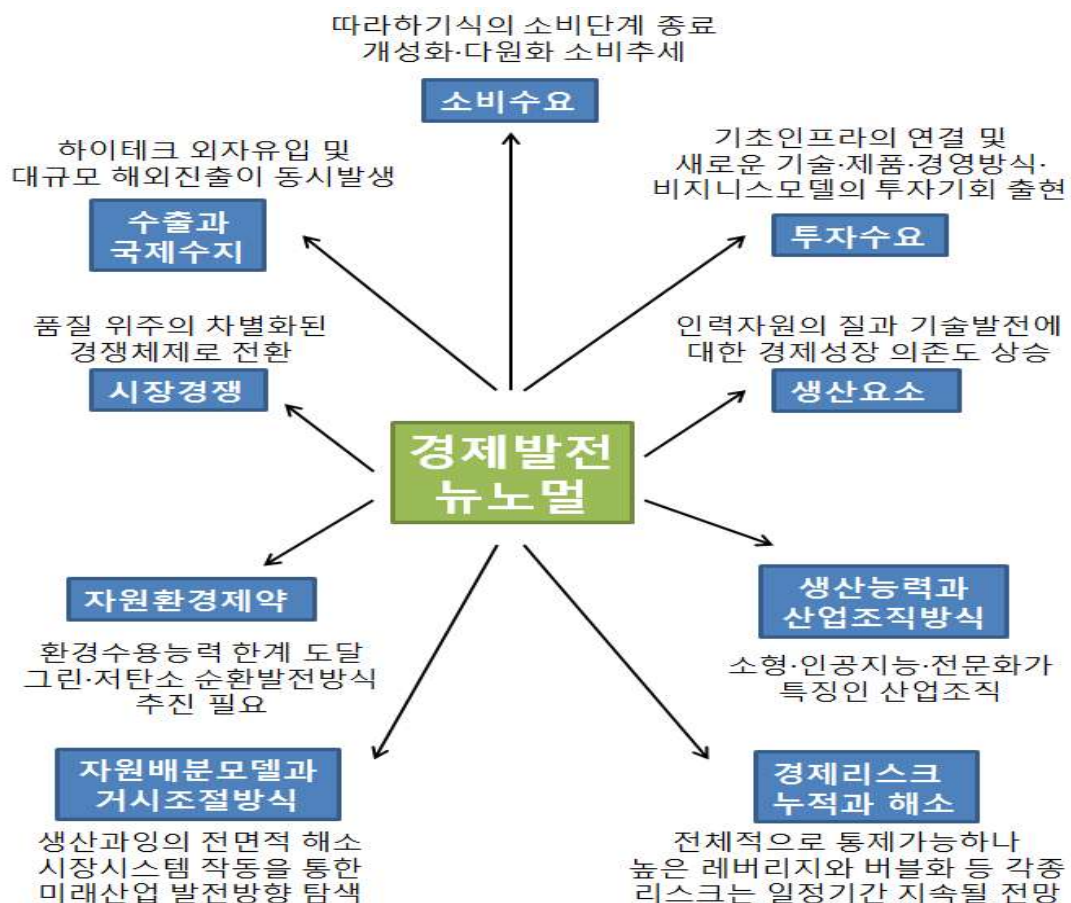 따라하기식의 소비단계 종료
개성화·다원화 소비추세
소비수요
하이테크 외자유입 및
대규모 해외진출이 동시발생
수출과
국제수지
기초인프라의 연결 및
새로운 기술·제품·경영방식·
비지니스모델의 투자기회 출현
투자수요
품질 위주의 차별화된
경쟁체제로 전환
시장경쟁
인력자원의 질과 기술발전에
대한 경제성장 의존도 상승
생산요소
경제발전
뉴노멀
자원환경제약
환경수용능력 한계 도달
그린·저탄소 순환발전방식
추진 필요
생산능력과
산업조직방식
소형·인공지능·전문화가
특징인 산업조직
자원배분모델과
거시조절방식
생산과잉의 전면적 해소
시장시스템 작동을 통한
미래산업 발전방향 탐색
경제리스크
누적과 해소
전체적으로 통제가능하나
높은 레버리지와 버블화 등 각종
리스크는 일정기간 지속될 전망